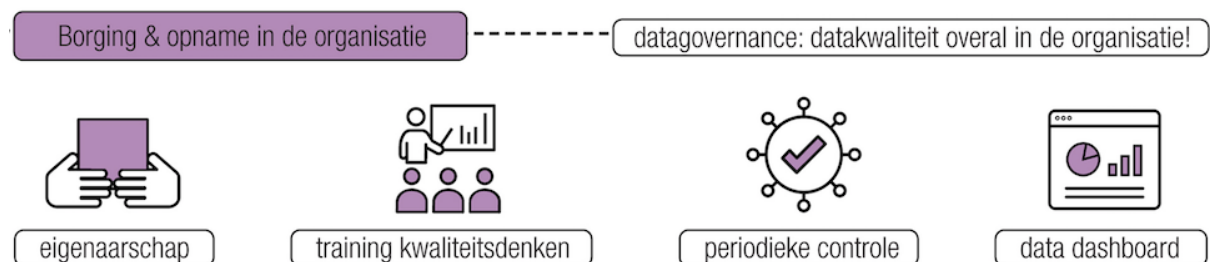 Borging & opname in de organisatie
datagovernance: datakwaliteit overal in de organisatie!
eigenaarschap
training kwaliteitsdenken
periodieke controle
data dashboard